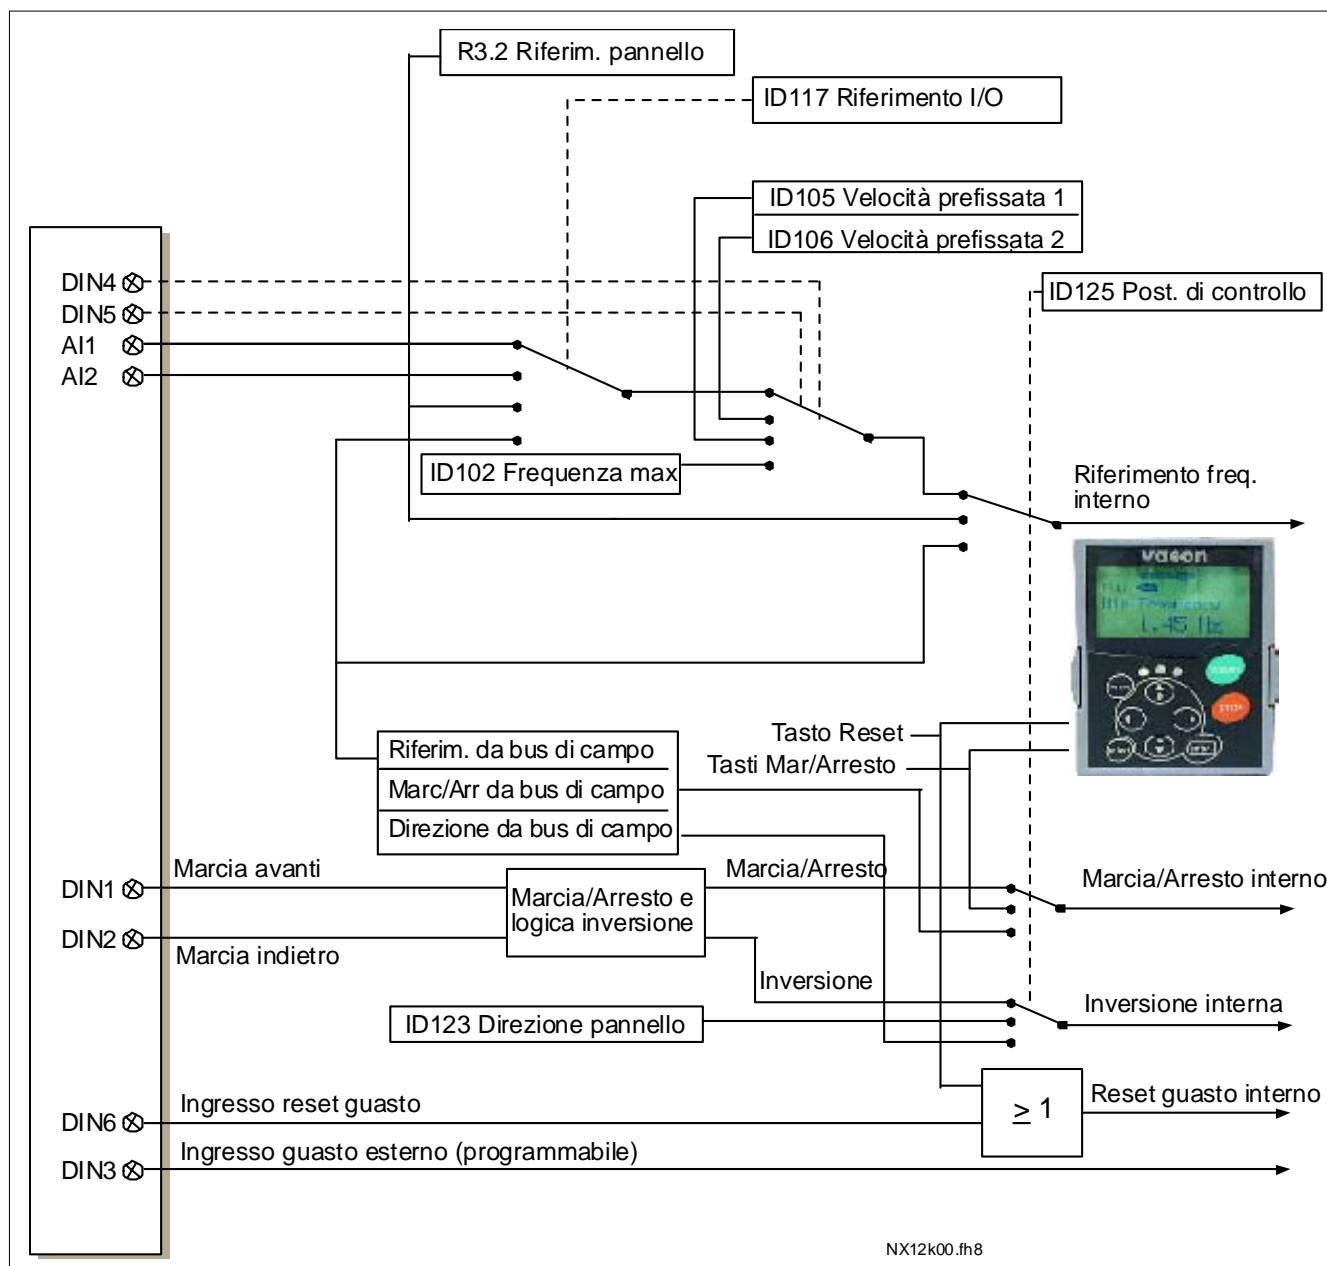 R3.2 Riferim. pannello
ID117 Riferimento I/O
ID105 Velocità prefissata 1
ID106 Velocità prefissata 2
DIN4
DIN5
AI1
AI2
ID125 Post. di controllo
ID102 Frequenza max
Riferimento freq.
interno
vacon
1.45 Hz
STOP
Tasto Reset
Tasti Mar/Arresto
Riferim. da bus di campo
Marc/Arr da bus di campo
Direzione da bus di campo
DIN1
Marcia avanti
Marcia/Arresto e
logica inversione
Marcia/Arresto
Marcia/Arresto interno
DIN2
Marcia indietro
Inversione
Inversione interna
ID123 Direzione pannello
DIN6
Ingresso reset guasto
≥ 1
Reset guasto interno
DIN3
Ingresso guasto esterno (programmabile)
NX12k00.fh8